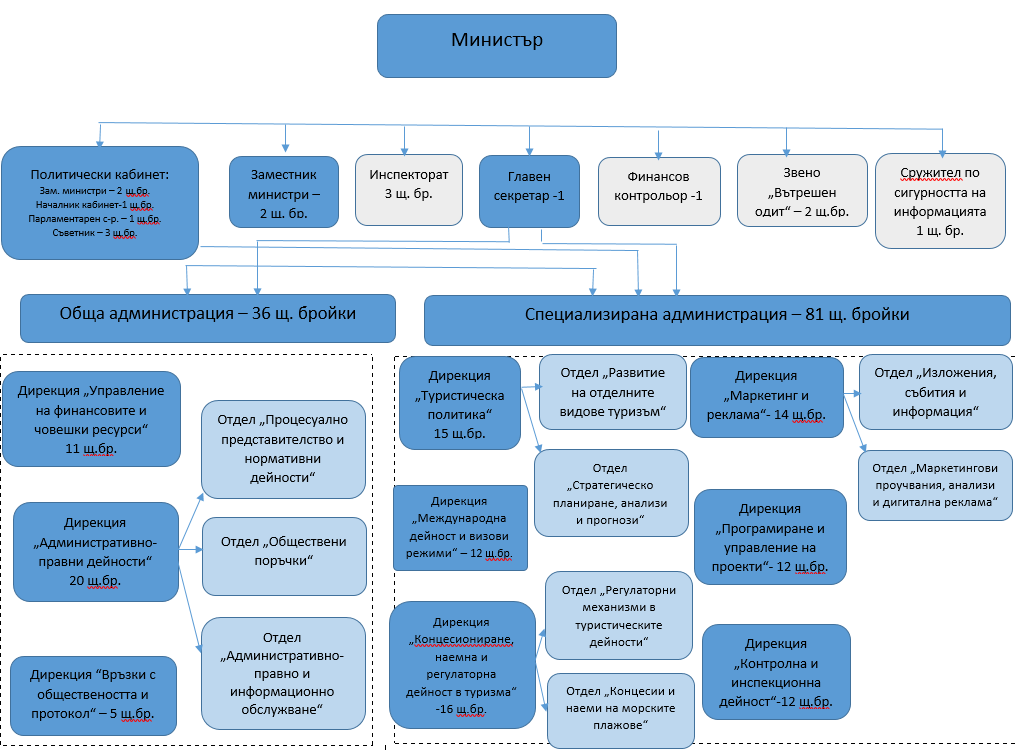 Министър
Политически кабинет:
Зам. министри – 2 щ.бр.
Началник кабинет-1 щ.бр.
Парламентарен с-р. – 1 щ.бр.
Съветник – 3 щ.бр.
Заместник
министри –
2 щ. бр.
Инспекторат
3 щ. бр.
Главен
секретар -1
Финансов
контрольор -1
Звено
„Вътрешен
одит“ – 2 щ.бр.
Сружител по
сигурността на
информацията
1 щ. бр.
Обща администрация – 36 щ. бройки
Специализирана администрация – 81 щ. бройки
Дирекция „Управление
на финансовите и
човешки ресурси“
11 щ.бр.
Отдел „Процесуално
представителство и
нормативни
дейности“
Дирекция
„Административно-
правни дейности“
20 щ.бр.
Отдел „Обществени
поръчки“
Отдел
„Административно-
правно и
информационно
обслужване“
Дирекция “Връзки с
обществеността и
протокол“ – 5 щ.бр.
Дирекция
„Туристическа
политика“
15 щ.бр.
Отдел „Развитие
на отделните
видове туризъм“
Отдел
„Стратегическо
планиране, анализи
и прогнози“
Дирекция
„Маркетинг и
реклама“- 14 щ.бр.
Отдел „Изложения,
събития и
информация“
Отдел „Маркетингови
проучвания, анализи
и дигитална реклама“
Дирекция
„Международна
дейност и визови
режими“ – 12 щ.бр.
Дирекция
„Програмиране и
управление на
проекти“- 12 щ.бр.
Дирекция
„Концесиониране,
наемна и
регулаторна
дейност в туризма“
-16 щ.бр.
Отдел „Регулаторни
механизми в
туристическите
дейности“
Отдел „Концесии и
наеми на морските
плажове“
Дирекция
„Контролна и
инспекционна
дейност“-12 щ.бр.